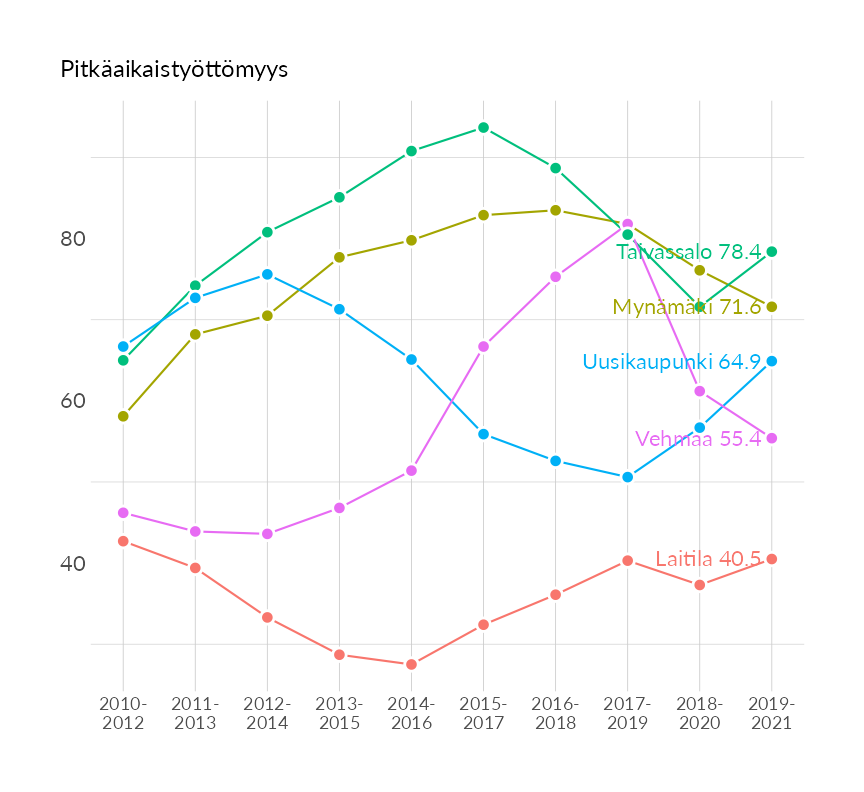 Pitkäaikaistyöttömyys
80
60
40
Taivassalo 78.4
Mynämäki 71.6
Uusikaupunki 64.9
Vehmaa 55.4
Laitila 40.5
2010- 2011- 2012- 2013- 2014- 2015- 2016- 2017- 2018- 2019-
2012 2013 2014 2015 2016 2017 2018 2019 2020 2021